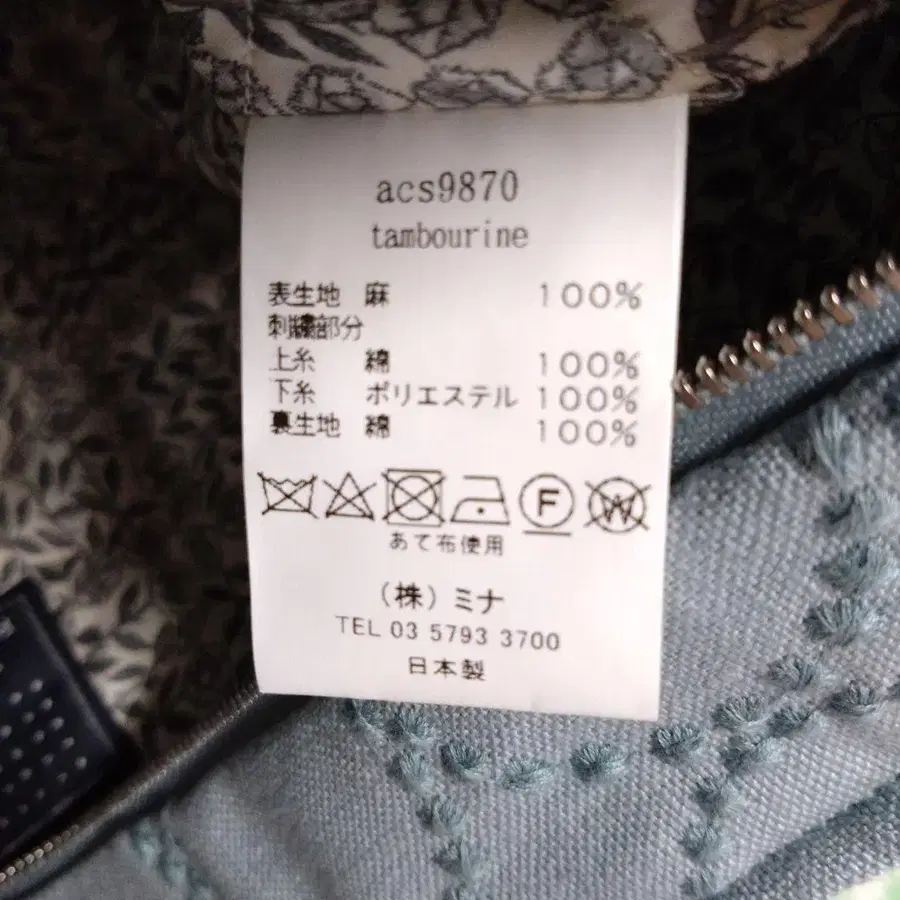 acs9870
tambourine
表生地 麻 100%
刺繍部分
上糸 綿 100%
下糸 ポリエステル 100%
裏生地 綿 100%
F W
あて布使用
(株)ミナ
TEL 03 5793 3700
日本製